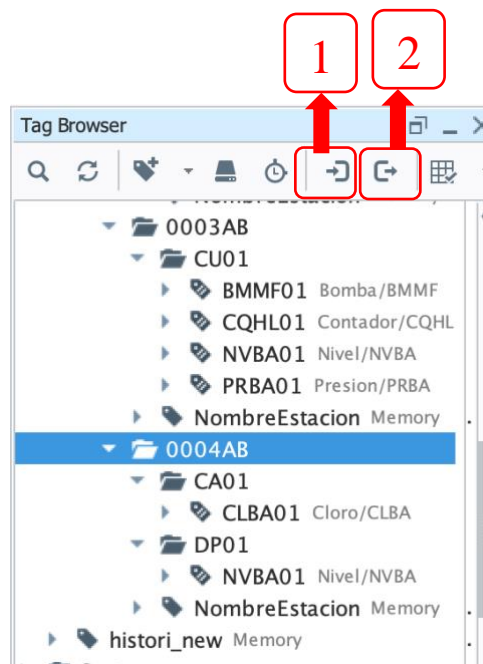 1
2
Tag Browser
0003AB
CU01
BMMF01 Bomba/BMMF
CQHL01 Contador/CQHL
NVBA01 Nivel/NVBA
PRBA01 Presion/PRBA
NombreEstacion Memory
0004AB
CA01
CLBA01 Cloro/CLBA
DP01
NVBA01 Nivel/NVBA
NombreEstacion Memory
histori_new Memory